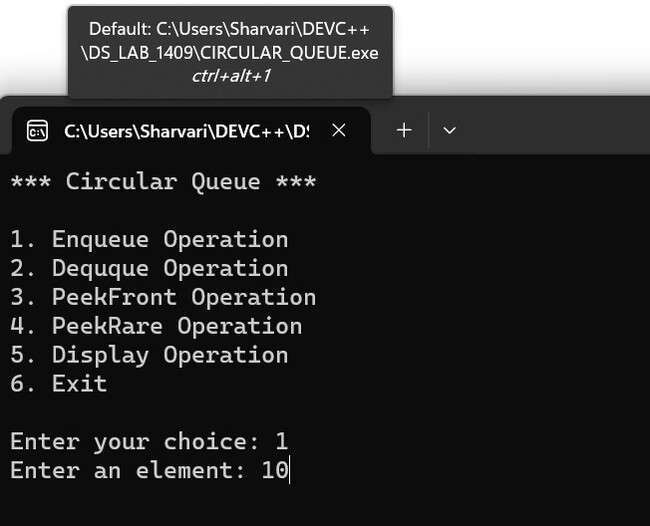 Default: C:\Users\Sharvari\DEVC++
\DS_LAB_1409\CIRCULAR_QUEUE.exe
ctrl+alt+1
C:\Users\Sharvari\DEVC++\DS
*** Circular Queue ***
1. Enqueue Operation
2. Dequque Operation
3. PeekFront Operation
4. PeekRare Operation
5. Display Operation
6. Exit
Enter your choice: 1
Enter an element: 10